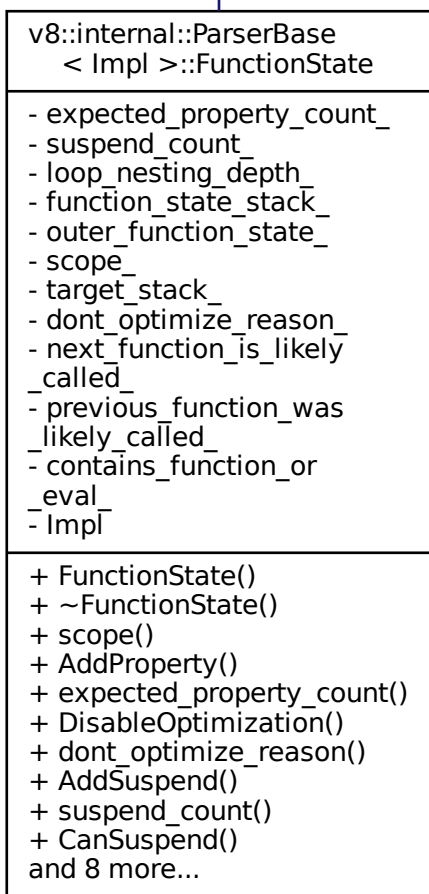 v8::internal::ParserBase
< Impl >::FunctionState
- expected_property_count_
- suspend_count_
- loop_nesting_depth_
- function_state_stack_
- outer_function_state_
- scope_
- target_stack_
- dont_optimize_reason_
- next_function_is_likely
_called_
- previous_function_was
_likely_called_
- contains_function_or
_eval_
- Impl
+ FunctionState()
+ ~FunctionState()
+ scope()
+ AddProperty()
+ expected_property_count()
+ DisableOptimization()
+ dont_optimize_reason()
+ AddSuspend()
+ suspend_count()
+ CanSuspend()
and 8 more...